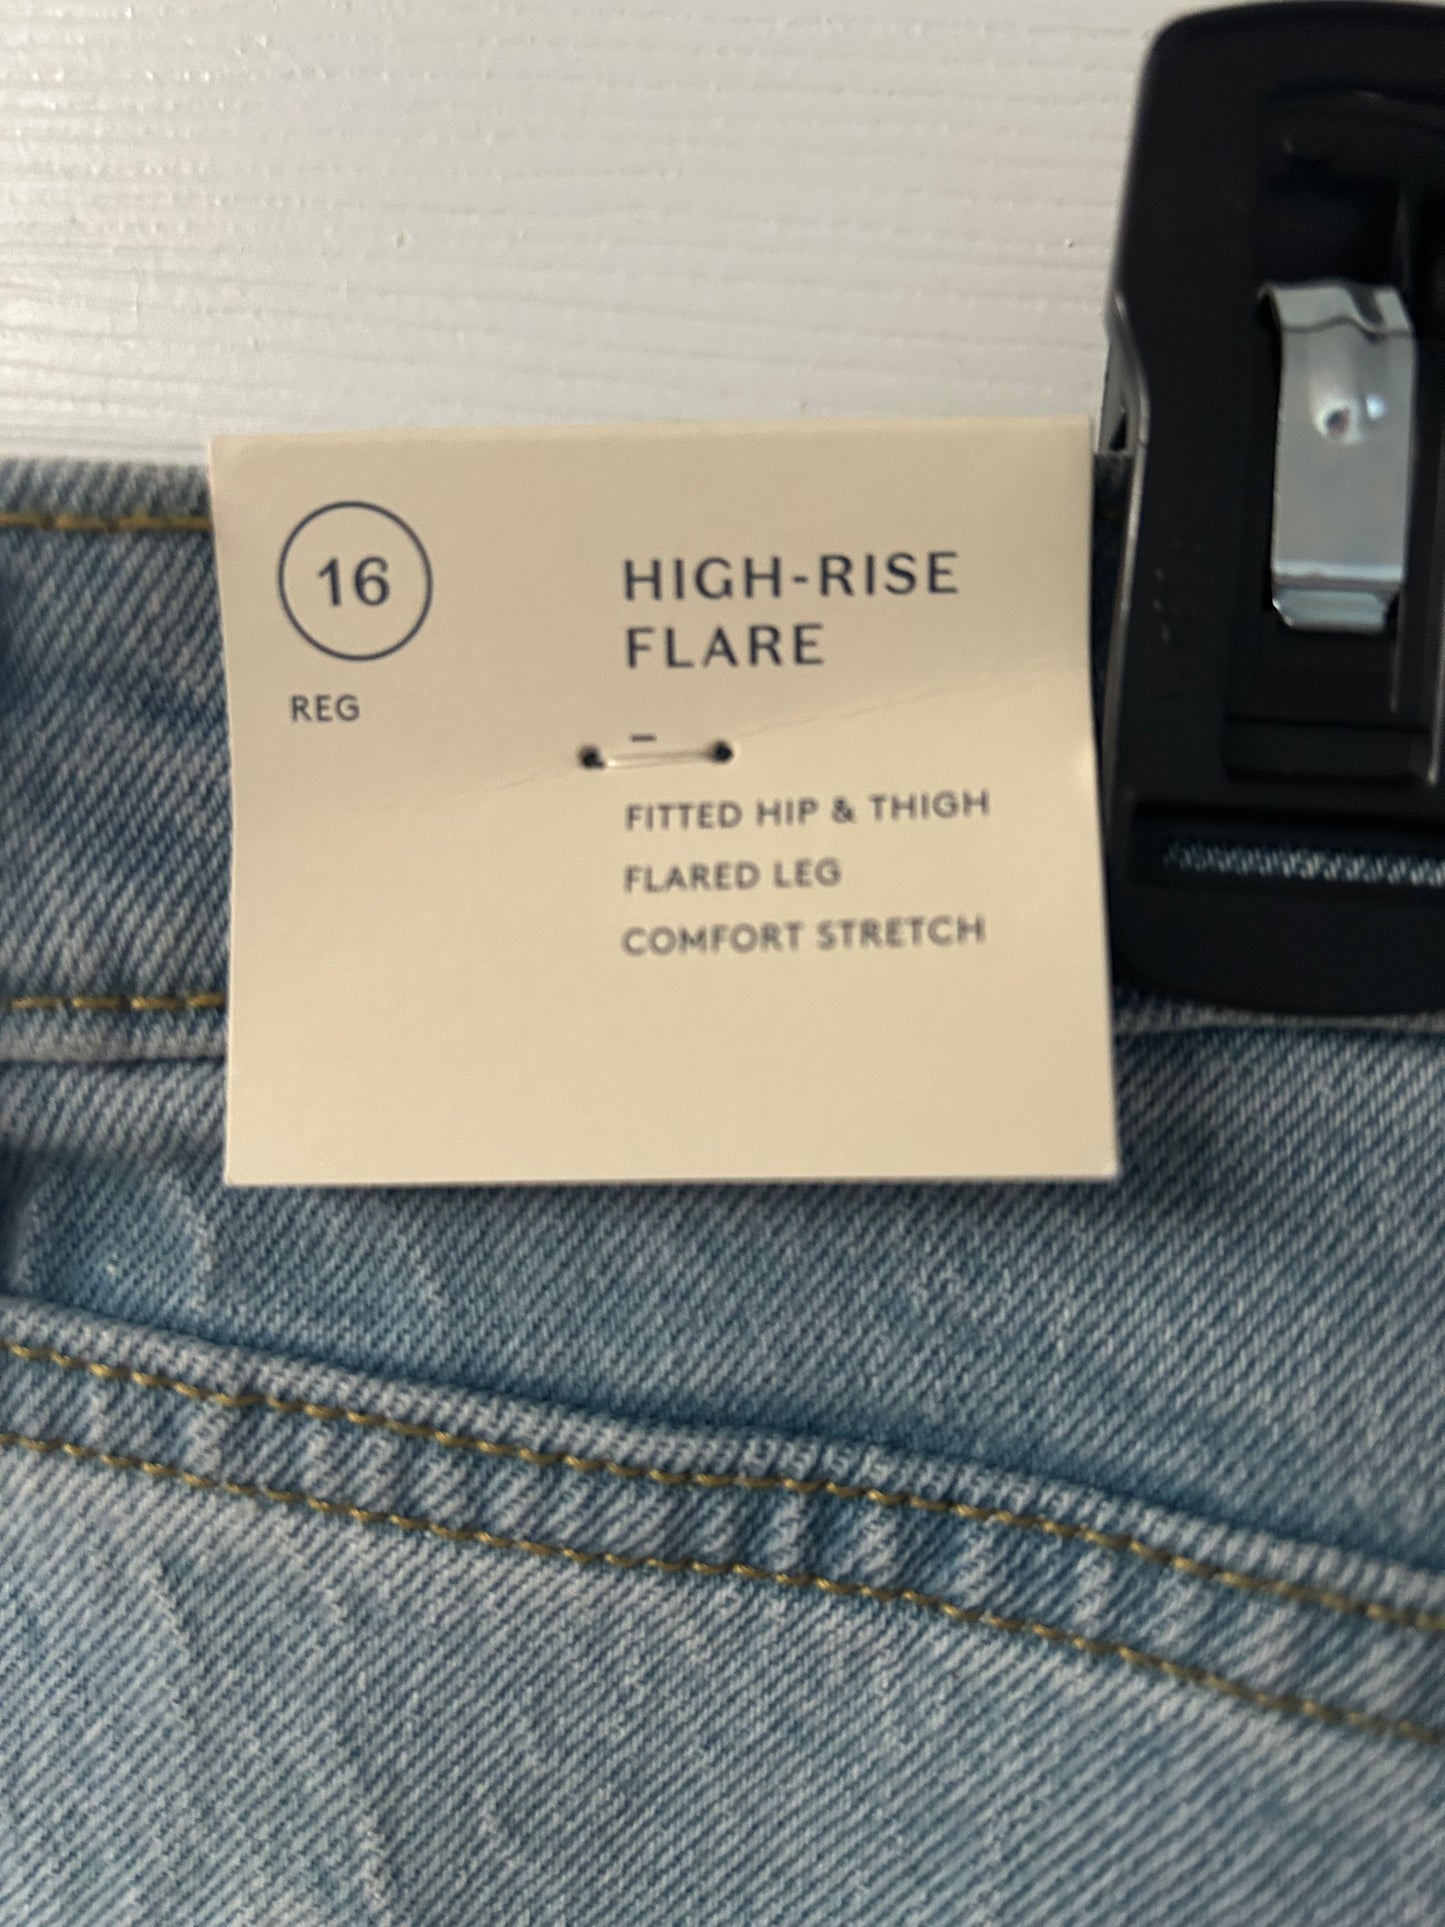 16
REG
HIGH-RISE
FLARE
–
FITTED HIP & THIGH
FLARED LEG
COMFORT STRETCH